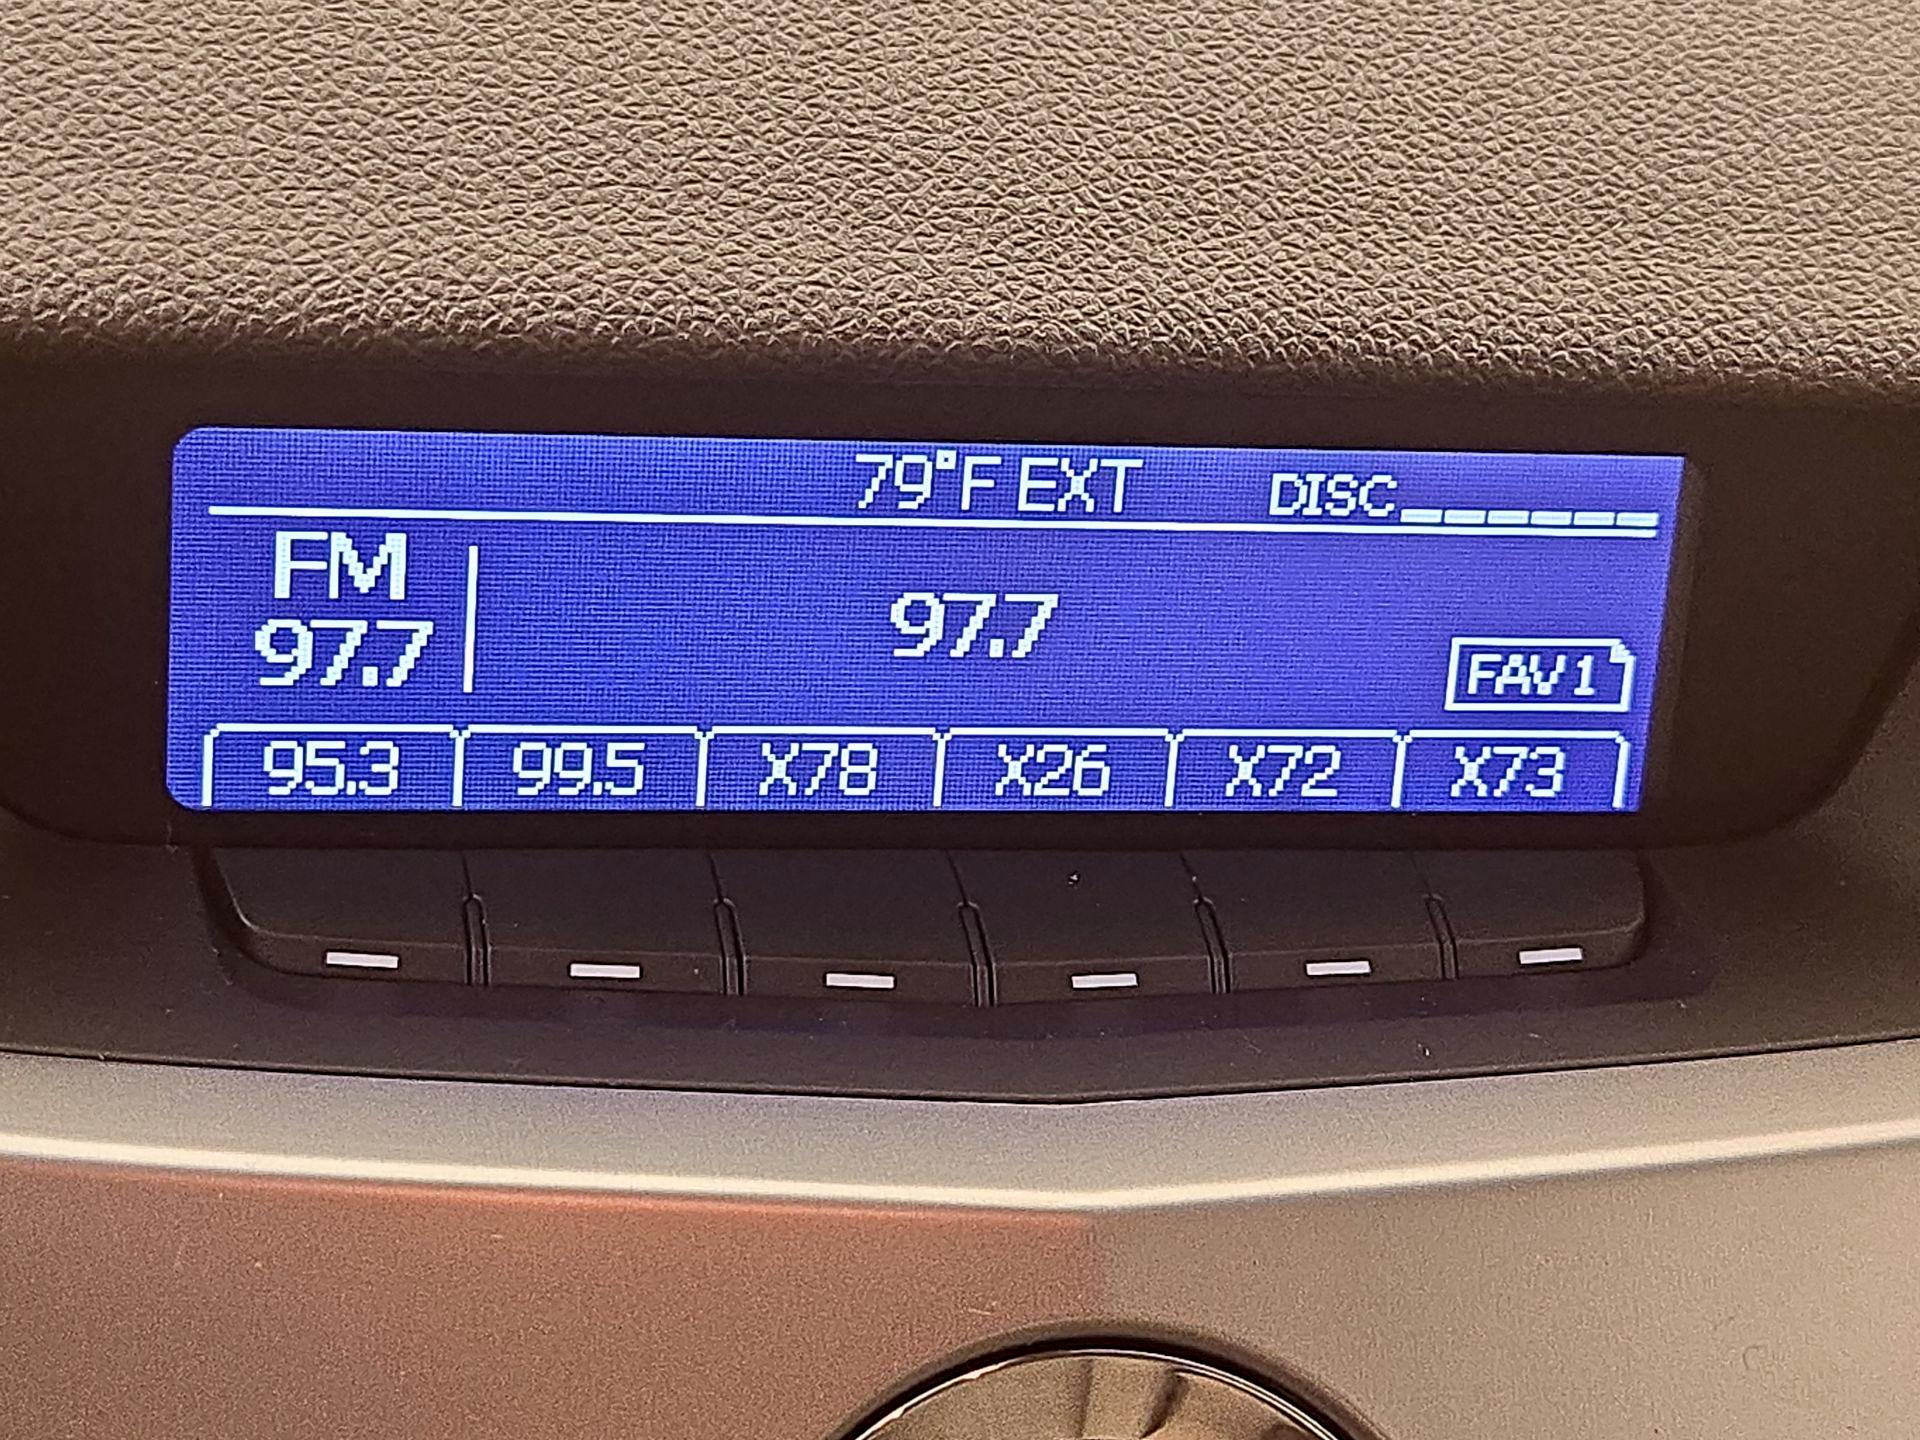 79°F EXT DISC
FM
97.7
97.7
FAV 1
95.3 99.5 X78 X26 X72 X73